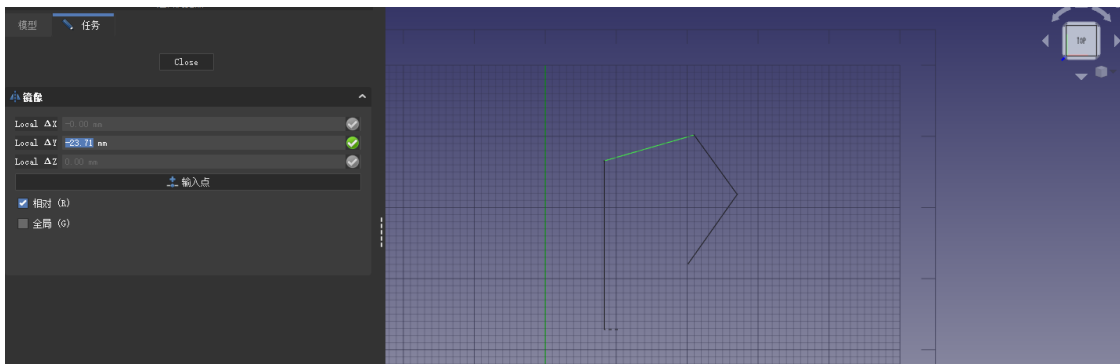 模型
任务
Close
镜像
Local ΔX -0.00 mm
Local ΔY -23.71 mm
Local ΔZ 0.00 mm
输入点
相对 (R)
全局 (G)
TOP